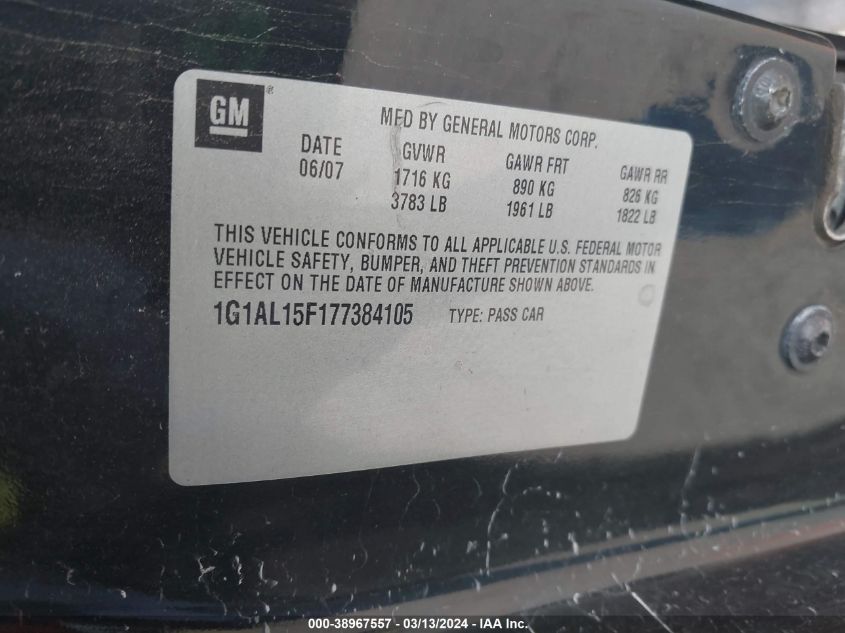 GM ®
MFD BY GENERAL MOTORS CORP.
DATE GVWR GAWR FRT GAWR RR
06/07 1716 KG 890 KG 826 KG
3783 LB 1961 LB 1822 LB
THIS VEHICLE CONFORMS TO ALL APPLICABLE U.S. FEDERAL MOTOR
VEHICLE SAFETY, BUMPER, AND THEFT PREVENTION STANDARDS IN
EFFECT ON THE DATE OF MANUFACTURE SHOWN ABOVE.
1G1AL15F177384105 TYPE: PASS CAR
000-38967557 - 03/13/2024 - IAA Inc.